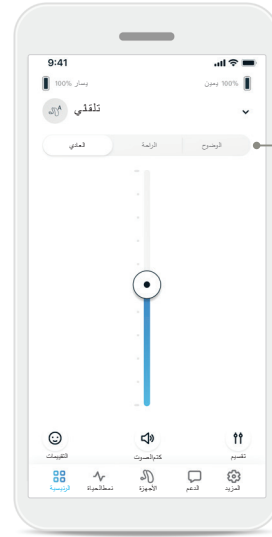 9:41
يسار 100%
100% يمين
تلقئي
العادي
الراحة
الوضوح
التقييمات
كتم الصوت
تقسيم
الرئيسية
نمط الحياة
الأجهزة
الدعم
المزيد